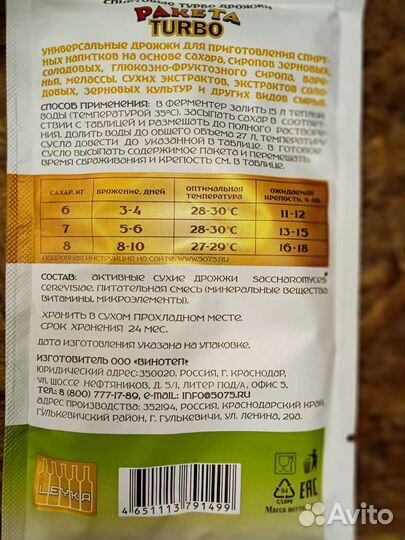 СПИРТОВЫЕ ТУРБО ДРОЖЖИ
РАКЕТА
TURBO
УНИВЕРСАЛЬНЫЕ ДРОЖЖИ ДЛЯ ПРИГОТОВЛЕНИЯ СПИРТ-
НЫХ НАПИТКОВ НА ОСНОВЕ САХАРА, СИРОПОВ ЗЕРНОВЫХ,
СОЛОДОВЫХ, ГЛЮКОЗНО-ФРУКТОЗНОГО СИРОПА, ВАРЕ-
НЬЯ, МЕЛАССЫ, СУХИХ ЭКСТРАКТОВ, ЭКСТРАКТОВ СОЛО-
ДОВЫХ, ЗЕРНОВЫХ КУЛЬТУР И ДРУГИХ ВИДОВ СЫРЬЯ.
СПОСОБ ПРИМЕНЕНИЯ: В ФЕРМЕНТЕР ЗАЛИТЬ 15 Л ТЕПЛОЙ
ВОДЫ (ТЕМПЕРАТУРОЙ 35°С). ЗАСЫПАТЬ САХАР В СООТВЕТ-
СТВИИ С ТАБЛИЦЕЙ И РАЗМЕШАТЬ ДО ПОЛНОГО РАСТВОРЕ-
НИЯ, ДОЛИТЬ ВОДЫ ДО ОБЩЕГО ОБЪЕМА 27 Л, ТЕМПЕРАТУРУ
СУСЛА ДОВЕСТИ ДО УКАЗАННОЙ В ТАБЛИЦЕ. В ГОТОВОЕ
СУСЛО ВЫСЫПАТЬ СОДЕРЖИМОЕ ПАКЕТА И ПЕРЕМЕШАТЬ.
ВРЕМЯ СБРАЖИВАНИЯ И КРЕПОСТЬ СМ. В ТАБЛИЦЕ.
САХАР, КГ БРОЖЕНИЕ, ДНЕЙ ОПТИМАЛЬНАЯ ТЕМПЕРАТУРА ОЖИДАЕМАЯ КРЕПОСТЬ, % ОБ.
6 3-4 28-30°С 11-12
7 5-6 28-30°С 13-15
8 8-10 27-29°С 16-18
ПОДРОБНАЯ ИНСТРУКЦИЯ НА САЙТЕ: WWW.5075.RU
СОСТАВ: АКТИВНЫЕ СУХИЕ ДРОЖЖИ SACCHAROMYCES
CEREVISIAE, ПИТАТЕЛЬНАЯ СМЕСЬ (МИНЕРАЛЬНЫЕ ВЕЩЕСТВА
ВИТАМИНЫ, МИКРОЭЛЕМЕНТЫ).
ХРАНИТЬ В СУХОМ ПРОХЛАДНОМ МЕСТЕ.
СРОК ХРАНЕНИЯ 24 МЕС.
ДАТА ИЗГОТОВЛЕНИЯ УКАЗАНА НА УПАКОВКЕ.
ИЗГОТОВИТЕЛЬ ООО «ВИНОТЕП»
ЮРИДИЧЕСКИЙ АДРЕС: 350020, РОССИЯ, Г. КРАСНОДАР,
УЛ. ШОССЕ НЕФТЯНИКОВ, Д. 5/1, ЛИТЕР ПОД/А, ОФИС 5,
ТЕЛ: 8 (800) 777-17-89, E-MAIL: INFO@5075.RU
АДРЕС ПРОИЗВОДСТВА: 352194, РОССИЯ, КРАСНОДАРСКИЙ КРАЙ,
ГУЛЬКЕВИЧСКИЙ РАЙОН, Г. ГУЛЬКЕВИЧИ, УЛ. ЛЕНИНА, 29А.
LEYKA
04
C/LDPE
EAC
Масса нетто
4 651113 791499
Avito